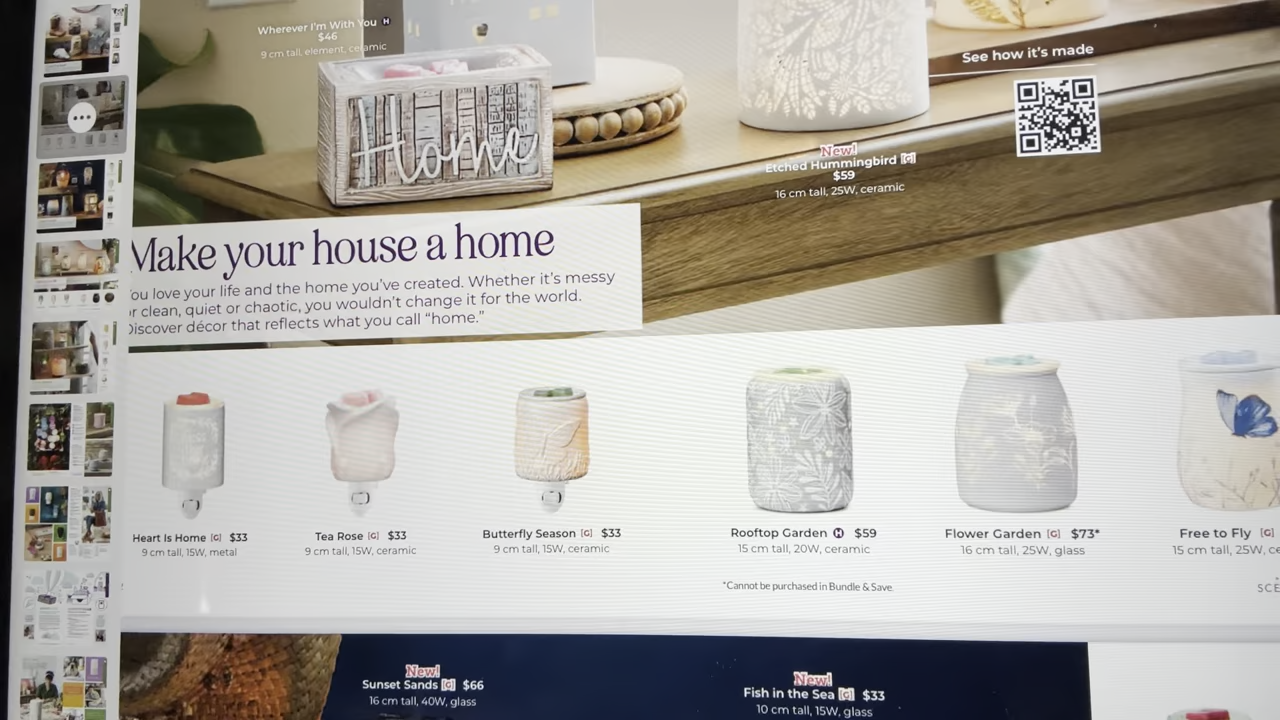 Wherever I'm With You H
$46
9 cm tall, element, ceramic
Home
See how it's made
New!
Etched Hummingbird [G]
$59
16 cm tall, 25W, ceramic
Make your house a home
You love your life and the home you've created. Whether it's messy
or clean, quiet or chaotic, you wouldn't change it for the world.
Discover décor that reflects what you call "home."
Heart Is Home [G] $33
9 cm tall, 15W, metal
Tea Rose [G] $33
9 cm tall, 15W, ceramic
Butterfly Season [G] $33
9 cm tall, 15W, ceramic
Rooftop Garden H $59
15 cm tall, 20W, ceramic
Flower Garden [G] $73*
16 cm tall, 25W, glass
Free to Fly [G]
15 cm tall, 25W, ce
*Cannot be purchased in Bundle & Save.
SCE
New!
Sunset Sands [G] $66
16 cm tall, 40W, glass
New!
Fish in the Sea [G] $33
10 cm tall, 15W, glass